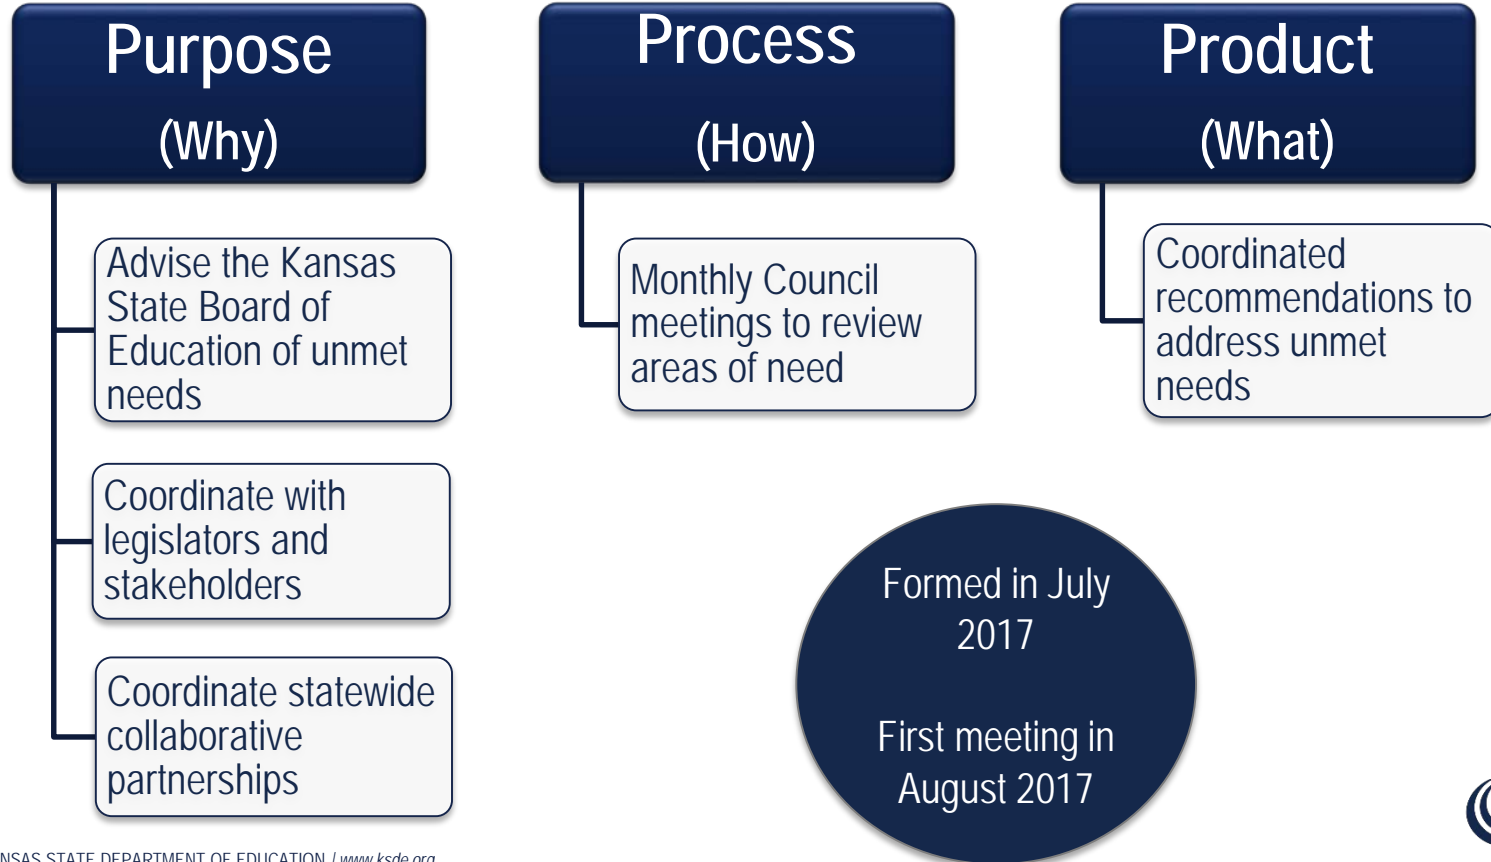 Purpose
(Why)
Advise the Kansas
State Board of
Education of unmet
needs
Coordinate with
legislators and
stakeholders
Coordinate statewide
collaborative
partnerships
Process
(How)
Monthly Council
meetings to review
areas of need
Product
(What)
Coordinated
recommendations to
address unmet
needs
Formed in July
2017
First meeting in
August 2017
NSAS STATE DEPARTMENT OF EDUCATION / www.ksde.org